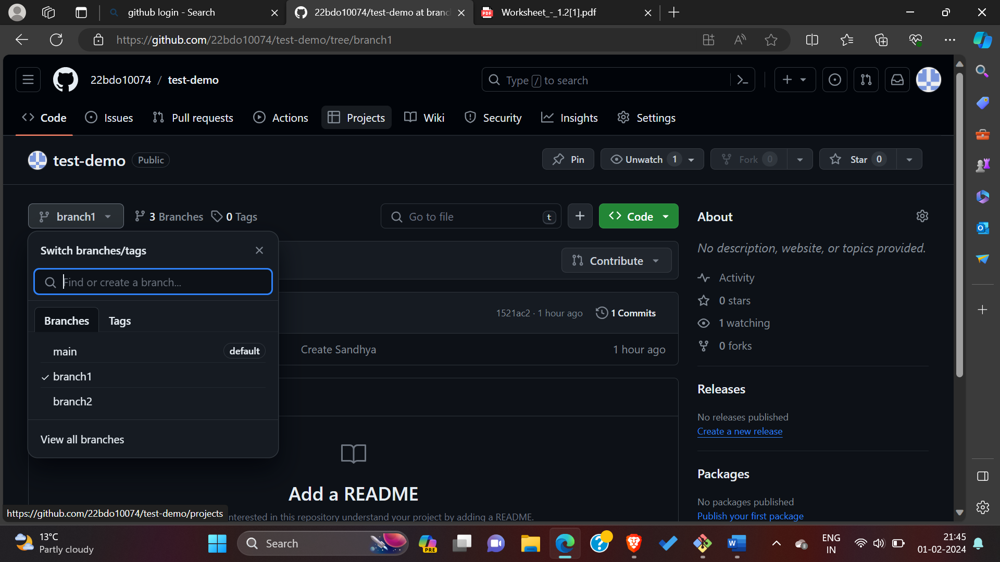 github login - Search
22bdo10074/test-demo at branc
Worksheet_-_1.2[1].pdf
https://github.com/22bdo10074/test-demo/tree/branch1
22bdo10074 / test-demo
Type / to search
Code
Issues
Pull requests
Actions
Projects
Wiki
Security
Insights
Settings
test-demo
Public
Pin
Unwatch 1
Fork 0
Star 0
branch1
3 Branches
0 Tags
Go to file
t
Code
About
Switch branches/tags
No description, website, or topics provided.
Contribute
Find or create a branch...
Activity
0 stars
1521ac2 · 1 hour ago
1 Commits
Branches
Tags
1 watching
main
default
Create Sandhya
1 hour ago
0 forks
branch1
branch2
Releases
No releases published
Create a new release
View all branches
Packages
Add a README
No packages published
Publish your first package
https://github.com/22bdo10074/test-demo/projects
nterested in this repository understand your project by adding a README.
13°C
Partly cloudy
Search
PRE
ENG
IN
21:45
01-02-2024